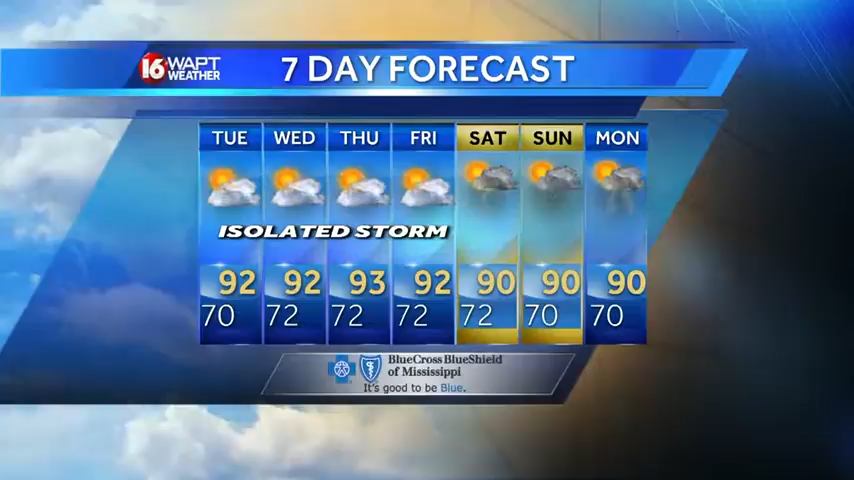 16 WAPT
WEATHER
7 DAY FORECAST
TUE WED THU FRI SAT SUN MON
ISOLATED STORM
92 92 93 92 90 90 90
70 72 72 72 72 70 70
BlueCross BlueShield
of Mississippi
It's good to be Blue.